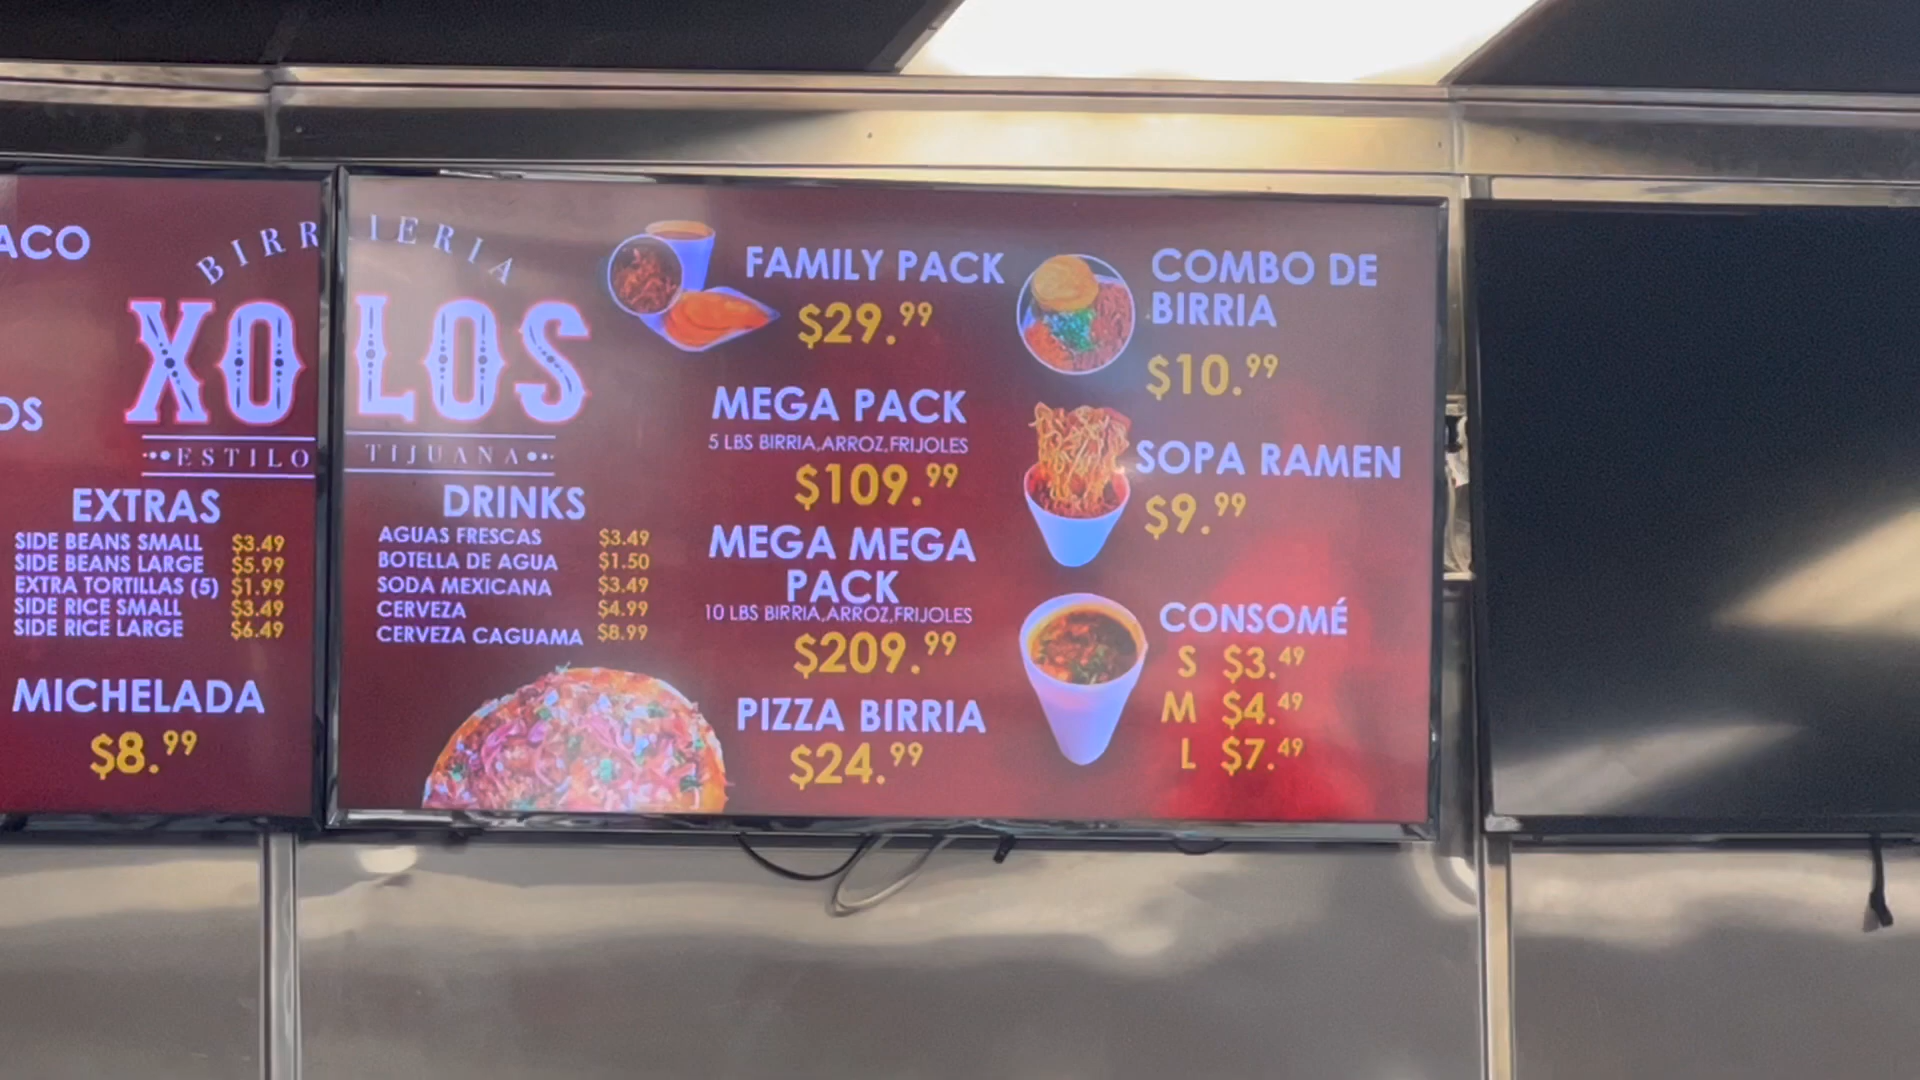 ACO
OS
BIRRIERIA
XOLOS
ESTILO TIJUANA
EXTRAS
SIDE BEANS SMALL $3.49
SIDE BEANS LARGE $5.99
EXTRA TORTILLAS (5) $1.99
SIDE RICE SMALL $3.49
SIDE RICE LARGE $6.49
MICHELADA
$8.99
DRINKS
AGUAS FRESCAS $3.49
BOTELLA DE AGUA $1.50
SODA MEXICANA $3.49
CERVEZA $4.99
CERVEZA CAGUAMA $8.99
FAMILY PACK
$29.99
MEGA PACK
5 LBS BIRRIA,ARROZ,FRIJOLES
$109.99
MEGA MEGA
PACK
10 LBS BIRRIA,ARROZ,FRIJOLES
$209.99
PIZZA BIRRIA
$24.99
COMBO DE
BIRRIA
$10.99
SOPA RAMEN
$9.99
CONSOMÉ
S $3.49
M $4.49
L $7.49